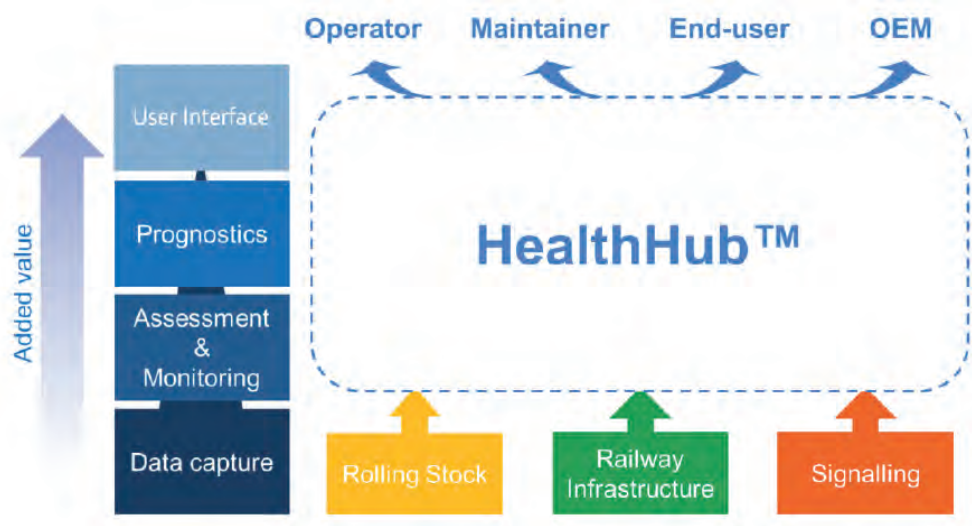 Operator Maintainer End-user OEM
User Interface
Prognostics
Assessment
&
Monitoring
Data capture
Added value
HealthHub™
Rolling Stock
Railway
Infrastructure
Signalling